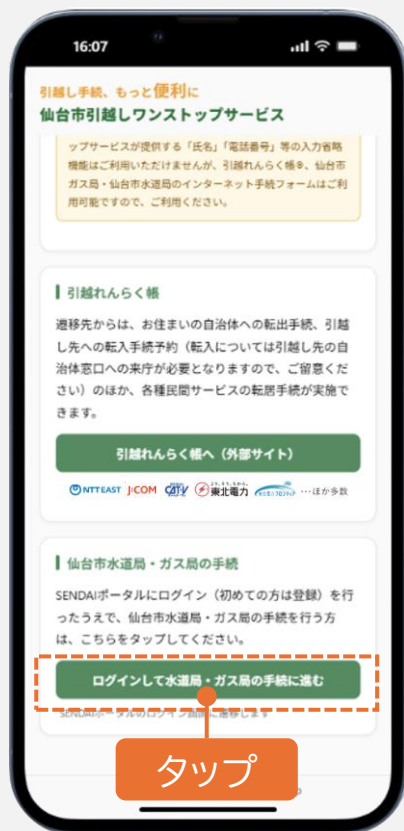 16:07
引越し手続、もっと便利に
仙台市引越しワンストップサービス
ップサービスが提供する「氏名」「電話番号」等の入力省略
機能はご利用いただけませんが、引越れんらく帳®、仙台市
ガス局・仙台市水道局のインターネット手続フォームはご利
用可能ですので、ご利用ください。
引越れんらく帳
遷移先からは、お住まいの自治体への転出手続、引越
し先への転入手続予約（転入については引越し先の自
治体窓口への来庁が必要となりますので、ご留意くだ
さい）のほか、各種民間サービスの転居手続が実施で
きます。
引越れんらく帳へ（外部サイト）
NTT EAST J:COM CAT-V 東北電力 …ほか多数
仙台市水道局・ガス局の手続
SENDAIポータルにログイン（初めての方は登録）を行
ったうえで、仙台市水道局・ガス局の手続を行う方
は、こちらをタップしてください。
ログインして水道局・ガス局の手続に進む
SENDAIポータルのログイン画面に遷移します
タップ